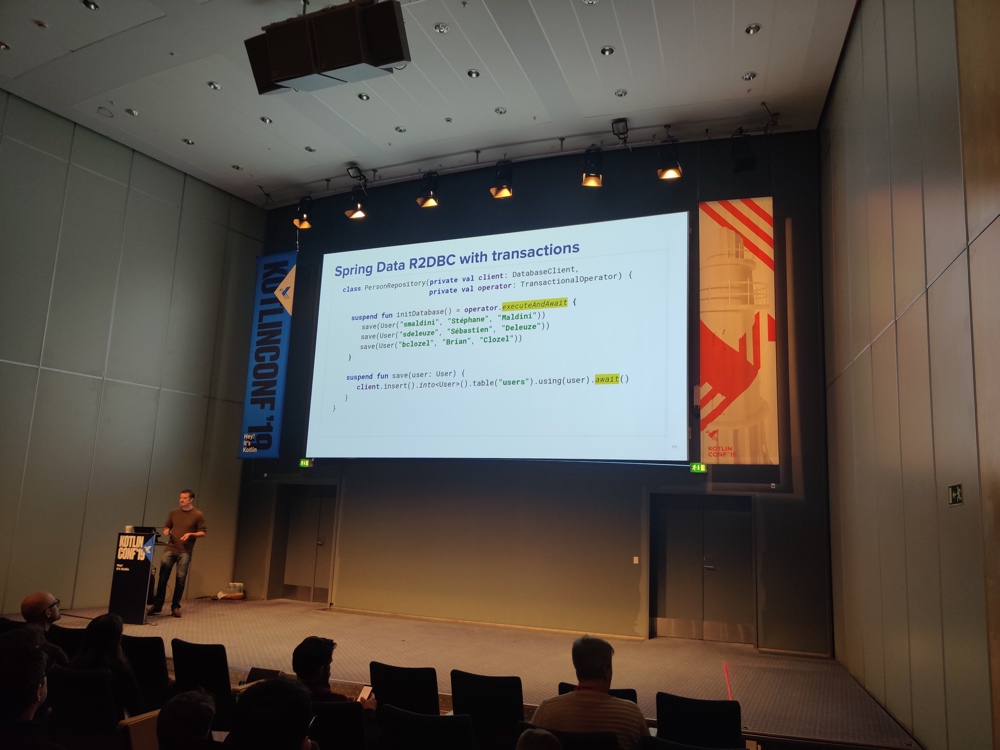 Spring Data R2DBC with transactions
class PersonRepository(private val client: DatabaseClient,
private val operator: TransactionalOperator) {
suspend fun initDatabase() = operator.executeAndAwait {
save(User("smaldini", "Stéphane", "Maldini"))
save(User("sdeleuze", "Sébastien", "Deleuze"))
save(User("bclozel", "Brian", "Clozel"))
}
suspend fun save(user: User) {
client.insert().into<User>().table("users").using(user).await()
}
}
KOTLINCONF'19
Hey!
It's
Kotlin
KOTLIN
CONF'19
KOTLIN
CONF'19